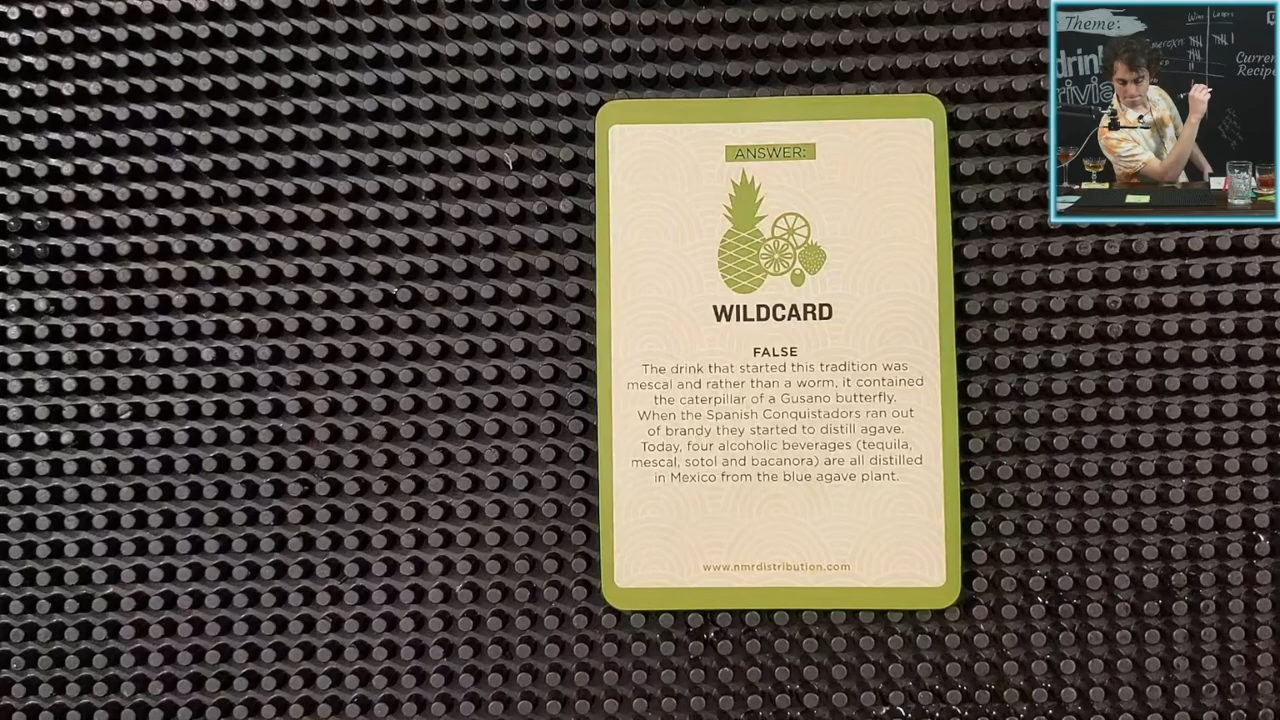 ANSWER:
WILDCARD
FALSE
The drink that started this tradition was
mescal and rather than a worm, it contained
the caterpillar of a Gusano butterfly.
When the Spanish Conquistadors ran out
of brandy they started to distill agave.
Today, four alcoholic beverages (tequila,
mescal, sotol and bacanora) are all distilled
in Mexico from the blue agave plant.
www.nmrdistribution.com
Theme:
Wins
Losses
Recipe